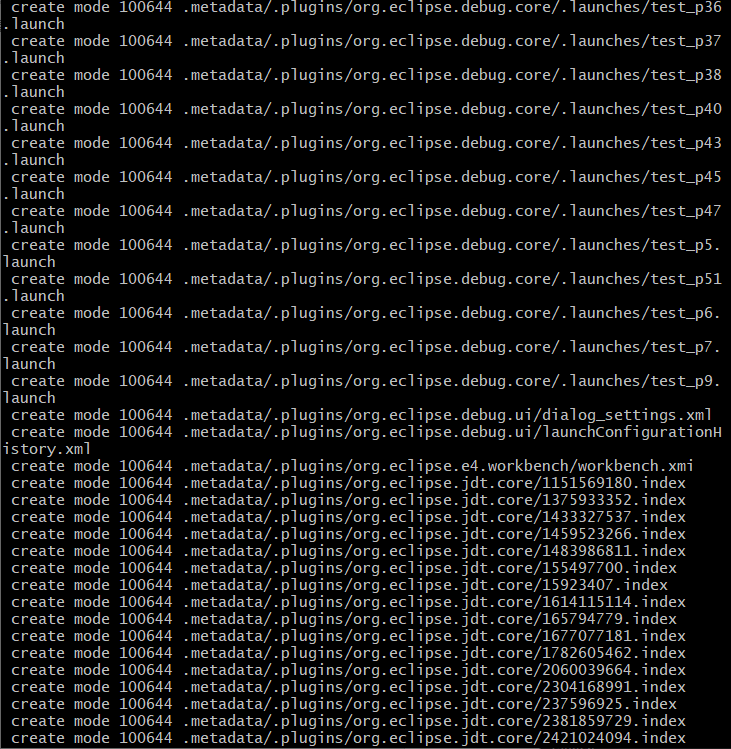 create mode 100644 .metadata/.plugins/org.eclipse.debug.core/.launches/test_p36
.launch
create mode 100644 .metadata/.plugins/org.eclipse.debug.core/.launches/test_p37
.launch
create mode 100644 .metadata/.plugins/org.eclipse.debug.core/.launches/test_p38
.launch
create mode 100644 .metadata/.plugins/org.eclipse.debug.core/.launches/test_p40
.launch
create mode 100644 .metadata/.plugins/org.eclipse.debug.core/.launches/test_p43
.launch
create mode 100644 .metadata/.plugins/org.eclipse.debug.core/.launches/test_p45
.launch
create mode 100644 .metadata/.plugins/org.eclipse.debug.core/.launches/test_p47
.launch
create mode 100644 .metadata/.plugins/org.eclipse.debug.core/.launches/test_p5.
launch
create mode 100644 .metadata/.plugins/org.eclipse.debug.core/.launches/test_p51
.launch
create mode 100644 .metadata/.plugins/org.eclipse.debug.core/.launches/test_p6.
launch
create mode 100644 .metadata/.plugins/org.eclipse.debug.core/.launches/test_p7.
launch
create mode 100644 .metadata/.plugins/org.eclipse.debug.core/.launches/test_p9.
launch
create mode 100644 .metadata/.plugins/org.eclipse.debug.ui/dialog_settings.xml
create mode 100644 .metadata/.plugins/org.eclipse.debug.ui/launchConfigurationH
istory.xml
create mode 100644 .metadata/.plugins/org.eclipse.e4.workbench/workbench.xmi
create mode 100644 .metadata/.plugins/org.eclipse.jdt.core/1151569180.index
create mode 100644 .metadata/.plugins/org.eclipse.jdt.core/1375933352.index
create mode 100644 .metadata/.plugins/org.eclipse.jdt.core/1433327537.index
create mode 100644 .metadata/.plugins/org.eclipse.jdt.core/1459523266.index
create mode 100644 .metadata/.plugins/org.eclipse.jdt.core/1483986811.index
create mode 100644 .metadata/.plugins/org.eclipse.jdt.core/155497700.index
create mode 100644 .metadata/.plugins/org.eclipse.jdt.core/15923407.index
create mode 100644 .metadata/.plugins/org.eclipse.jdt.core/1614115114.index
create mode 100644 .metadata/.plugins/org.eclipse.jdt.core/165794779.index
create mode 100644 .metadata/.plugins/org.eclipse.jdt.core/1677077181.index
create mode 100644 .metadata/.plugins/org.eclipse.jdt.core/1782605462.index
create mode 100644 .metadata/.plugins/org.eclipse.jdt.core/2060039664.index
create mode 100644 .metadata/.plugins/org.eclipse.jdt.core/2304168991.index
create mode 100644 .metadata/.plugins/org.eclipse.jdt.core/237596925.index
create mode 100644 .metadata/.plugins/org.eclipse.jdt.core/2381859729.index
create mode 100644 .metadata/.plugins/org.eclipse.jdt.core/2421024094.index